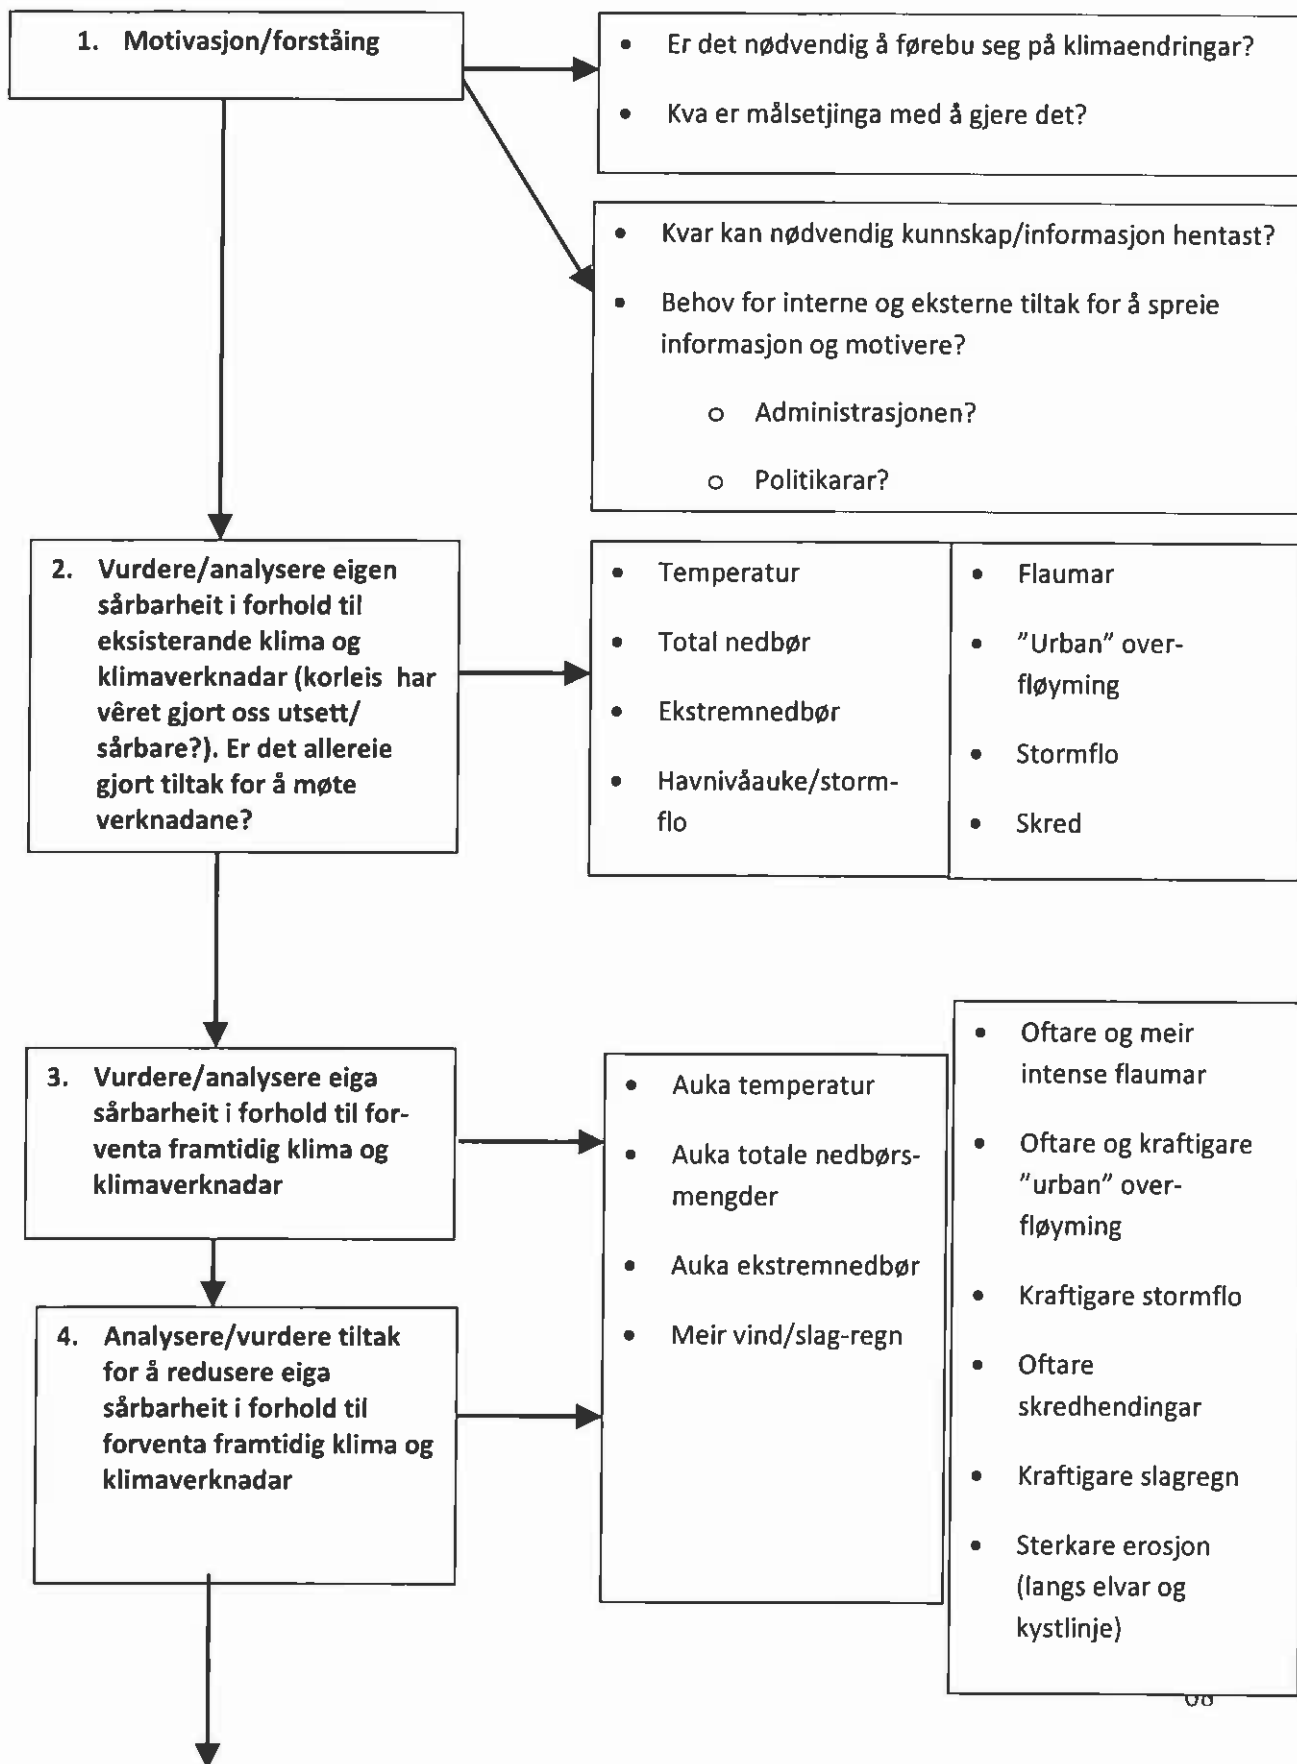 1. Motivasjon/forståing
• Er det nødvendig å førebu seg på klimaendringar?
• Kva er målsetjinga med å gjere det?
• Kvar kan nødvendig kunnskap/informasjon hentast?
• Behov for interne og eksterne tiltak for å spreie
informasjon og motivere?
o Administrasjonen?
o Politikarar?
2. Vurdere/analysere eigen
sårbarheit i forhold til
eksisterande klima og
klimaverknadar (korleis har
vêret gjort oss utsett/
sårbare?). Er det allereie
gjort tiltak for å møte
verknadane?
• Temperatur
• Total nedbør
• Ekstremnedbør
• Havnivåauke/storm-
flo
• Flaumar
• ”Urban” over-
fløyming
• Stormflo
• Skred
3. Vurdere/analysere eiga
sårbarheit i forhold til for-
venta framtidig klima og
klimaverknadar
4. Analysere/vurdere tiltak
for å redusere eiga
sårbarheit i forhold til
forventa framtidig klima og
klimaverknadar
• Auka temperatur
• Auka totale nedbørs-
mengder
• Auka ekstremnedbør
• Meir vind/slag-regn
• Oftare og meir
intense flaumar
• Oftare og kraftigare
”urban” over-
fløyming
• Kraftigare stormflo
• Oftare
skredhendingar
• Kraftigare slagregn
• Sterkare erosjon
(langs elvar og
kystlinje)